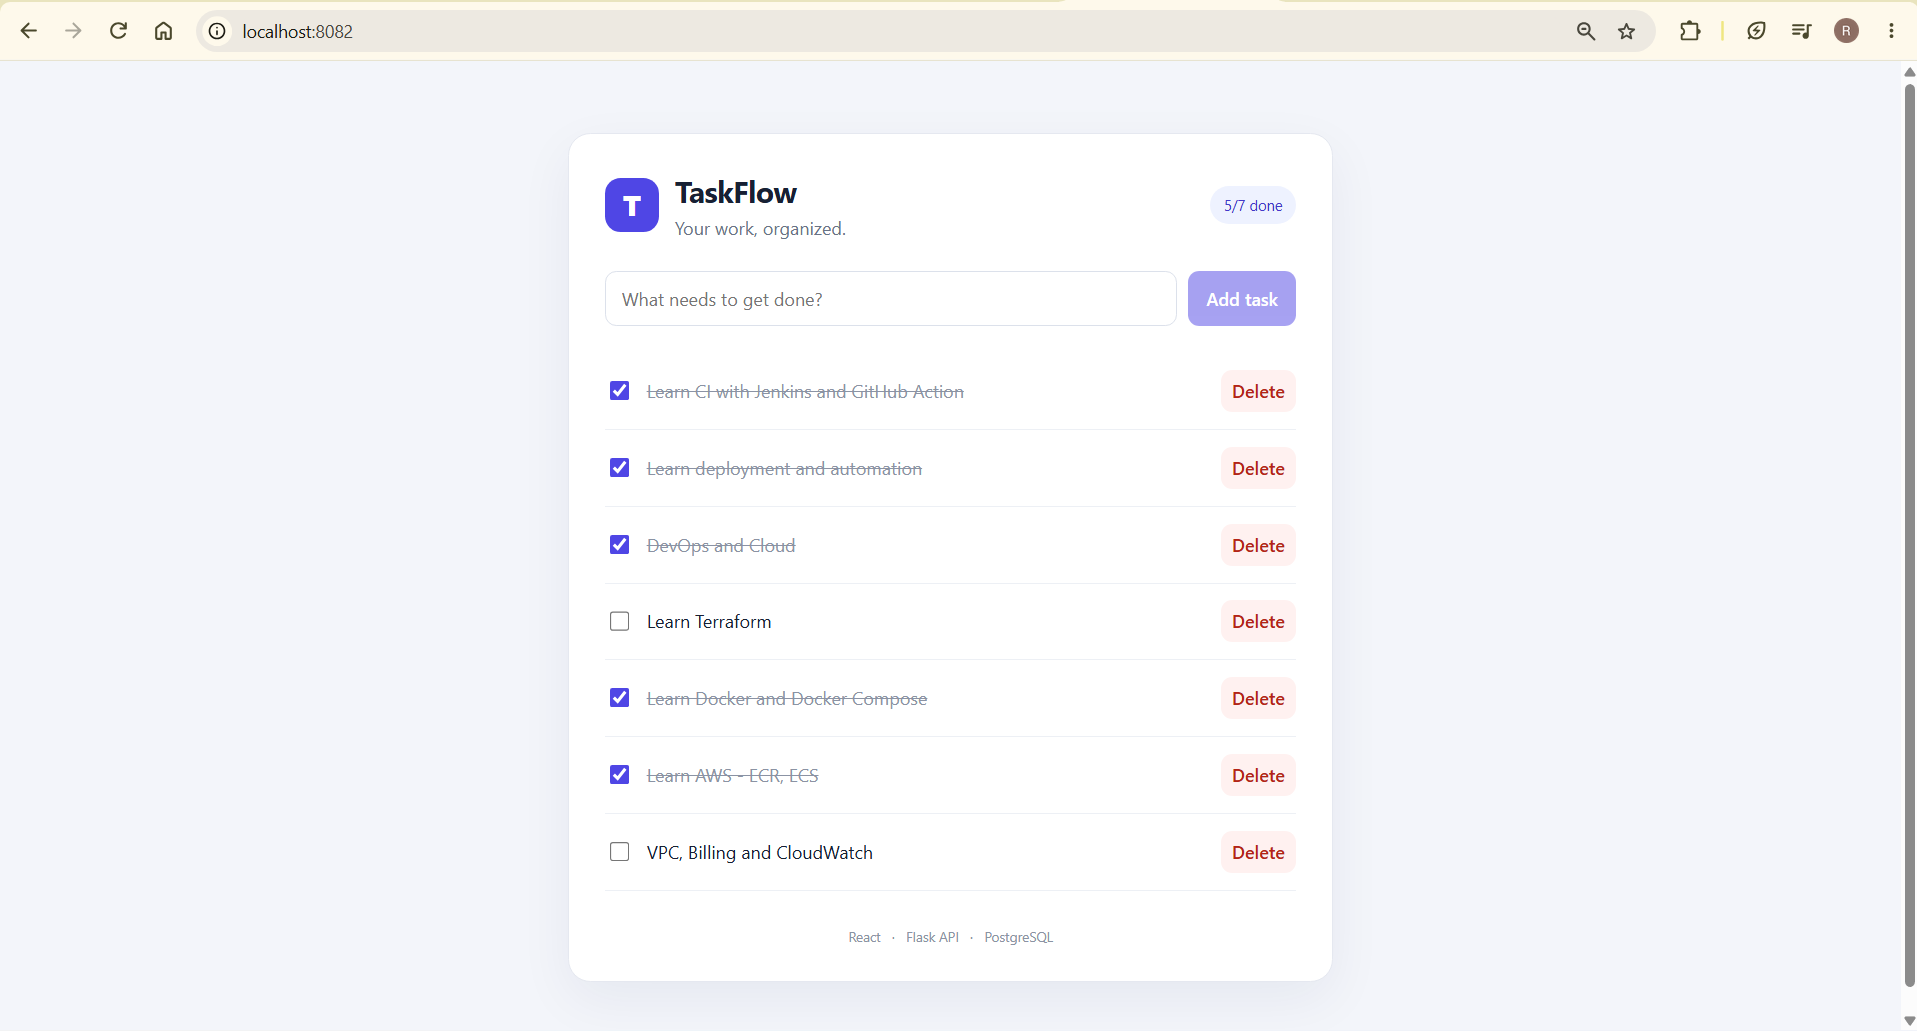 localhost:8082
R
T
TaskFlow
Your work, organized.
5/7 done
What needs to get done?
Add task
Learn CI with Jenkins and GitHub Action
Delete
Learn deployment and automation
Delete
DevOps and Cloud
Delete
Learn Terraform
Delete
Learn Docker and Docker Compose
Delete
Learn AWS - ECR, ECS
Delete
VPC, Billing and CloudWatch
Delete
React · Flask API · PostgreSQL